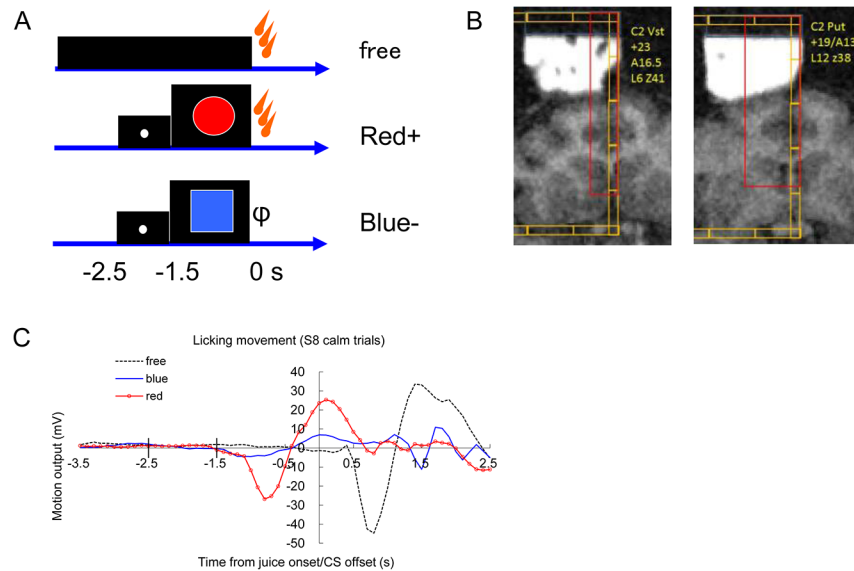 A
free
Red+
φ
Blue-
-2.5 -1.5 0 s
B
C2 Vst
+23
A16.5
L6 Z41
C2 Put
+19/A13
L12 z38
C
Licking movement (S8 calm trials)
free
blue
red
Motion output (mV)
40
30
20
10
0
-10
-20
-30
-40
-50
-3.5 -2.5 -1.5 -0.5 0.5 1.5 2.5
Time from juice onset/CS offset (s)